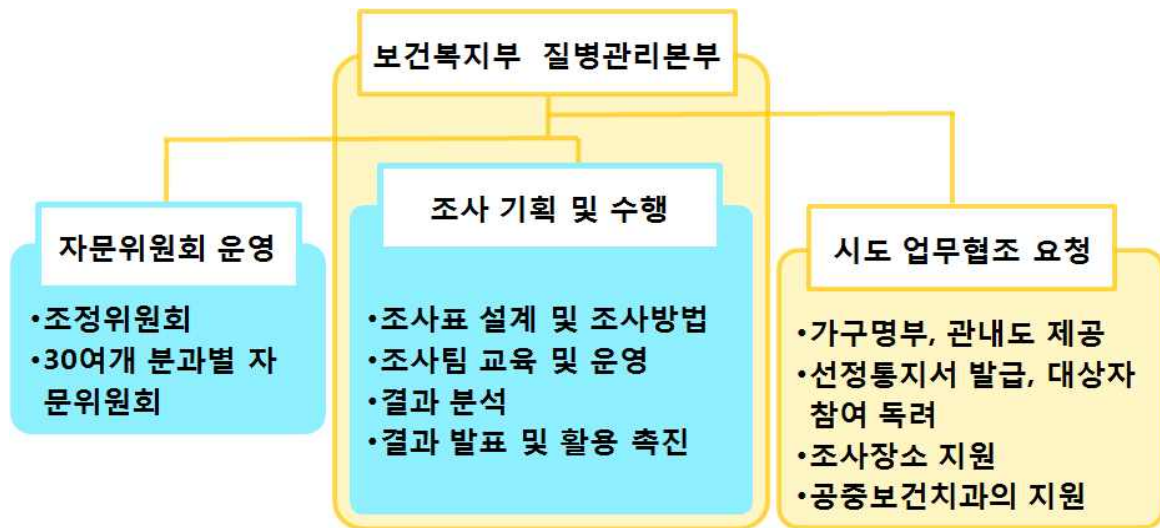 보건복지부 질병관리본부
자문위원회 운영
•조정위원회
•30여개 분과별 자
문위원회
조사 기획 및 수행
•조사표 설계 및 조사방법
•조사팀 교육 및 운영
•결과 분석
•결과 발표 및 활용 촉진
시도 업무협조 요청
•가구명부, 관내도 제공
•선정통지서 발급, 대상자
참여 독려
•조사장소 지원
•공중보건치과의 지원